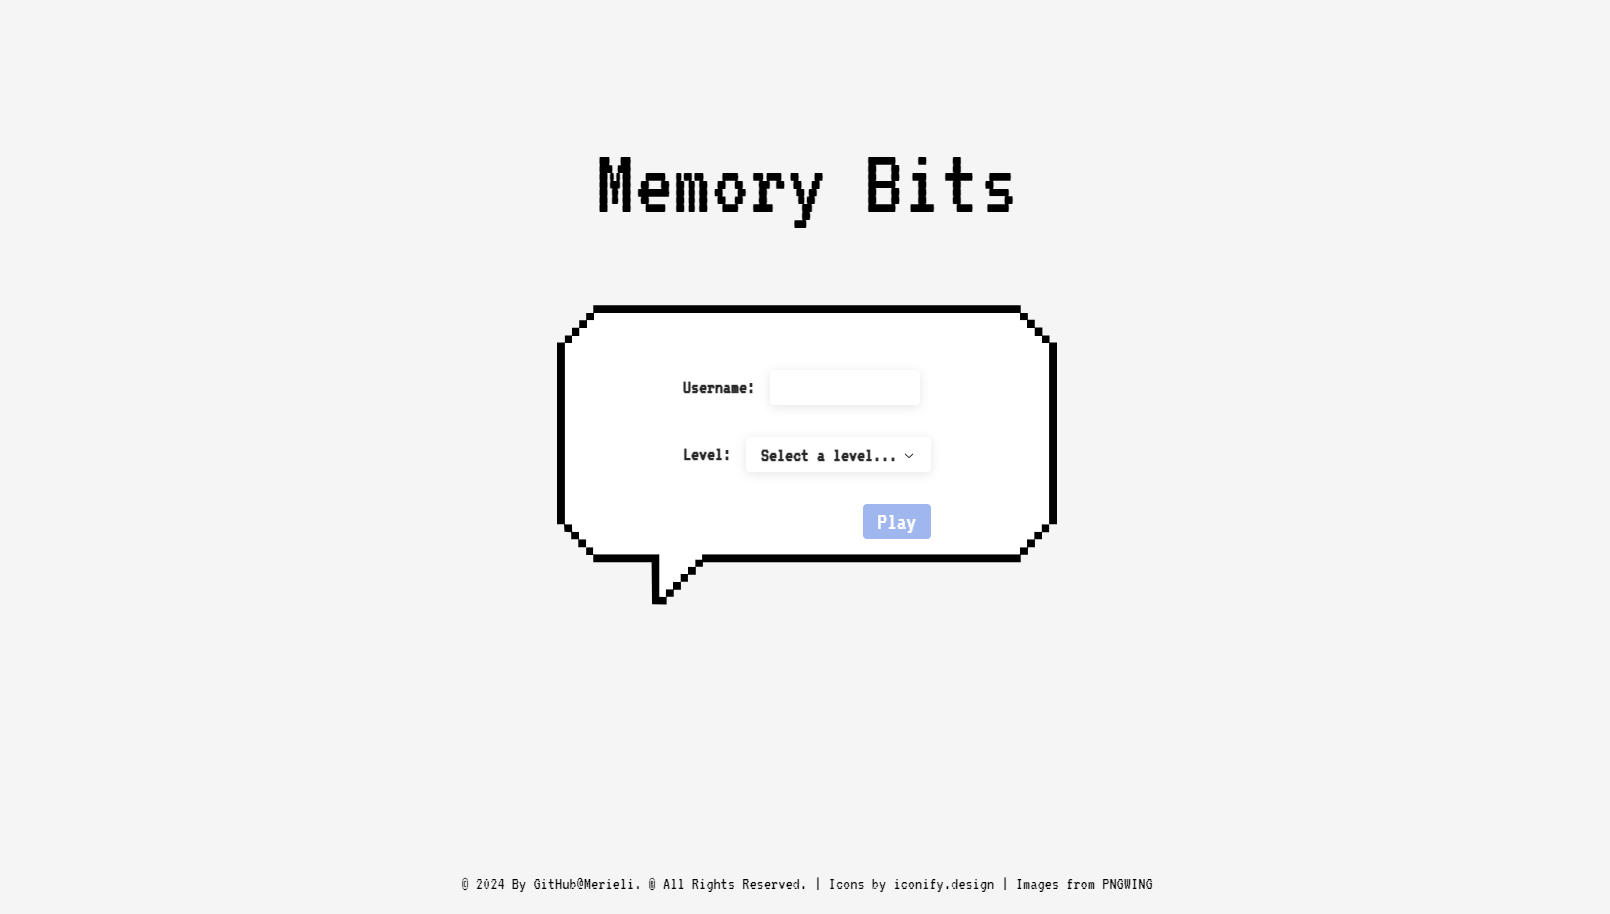 Memory Bits
Username:
Level: Select a level...
Play
© 2024 By GitHub@Merieli. @ All Rights Reserved. | Icons by iconify.design | Images from PNGWING